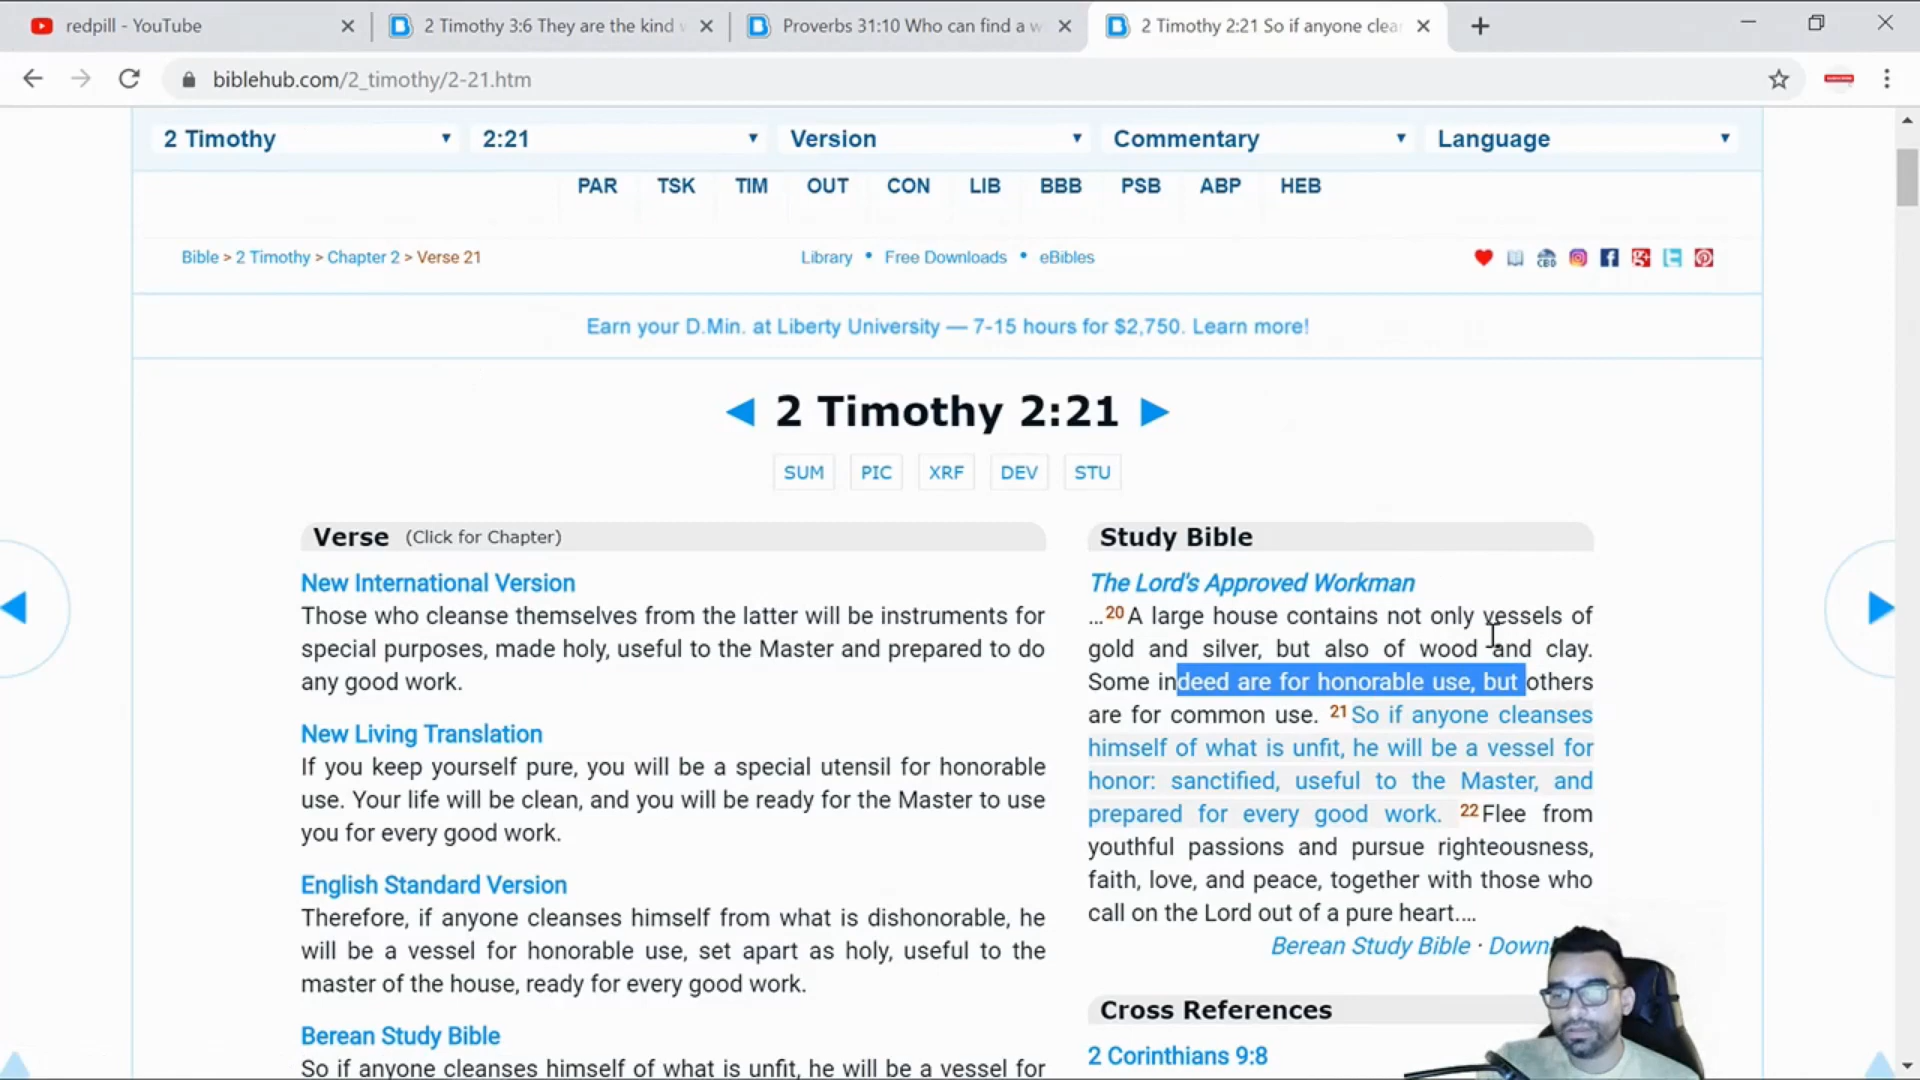 redpill - YouTube
2 Timothy 3:6 They are the kind
Proverbs 31:10 Who can find a w
2 Timothy 2:21 So if anyone clea
biblehub.com/2_timothy/2-21.htm
2 Timothy
2:21
Version
Commentary
Language
PAR TSK TIM OUT CON LIB BBB PSB ABP HEB
Bible > 2 Timothy > Chapter 2 > Verse 21
Library • Free Downloads • eBibles
CBD
Earn your D.Min. at Liberty University — 7-15 hours for $2,750. Learn more!
2 Timothy 2:21
SUM PIC XRF DEV STU
Verse (Click for Chapter)
New International Version
Those who cleanse themselves from the latter will be instruments for
special purposes, made holy, useful to the Master and prepared to do
any good work.
New Living Translation
If you keep yourself pure, you will be a special utensil for honorable
use. Your life will be clean, and you will be ready for the Master to use
you for every good work.
English Standard Version
Therefore, if anyone cleanses himself from what is dishonorable, he
will be a vessel for honorable use, set apart as holy, useful to the
master of the house, ready for every good work.
Berean Study Bible
So if anyone cleanses himself of what is unfit, he will be a vessel for
Study Bible
The Lord's Approved Workman
…20A large house contains not only vessels of
gold and silver, but also of wood and clay.
Some indeed are for honorable use, but others
are for common use. 21So if anyone cleanses
himself of what is unfit, he will be a vessel for
honor: sanctified, useful to the Master, and
prepared for every good work. 22Flee from
youthful passions and pursue righteousness,
faith, love, and peace, together with those who
call on the Lord out of a pure heart.…
Berean Study Bible · Down
Cross References
2 Corinthians 9:8